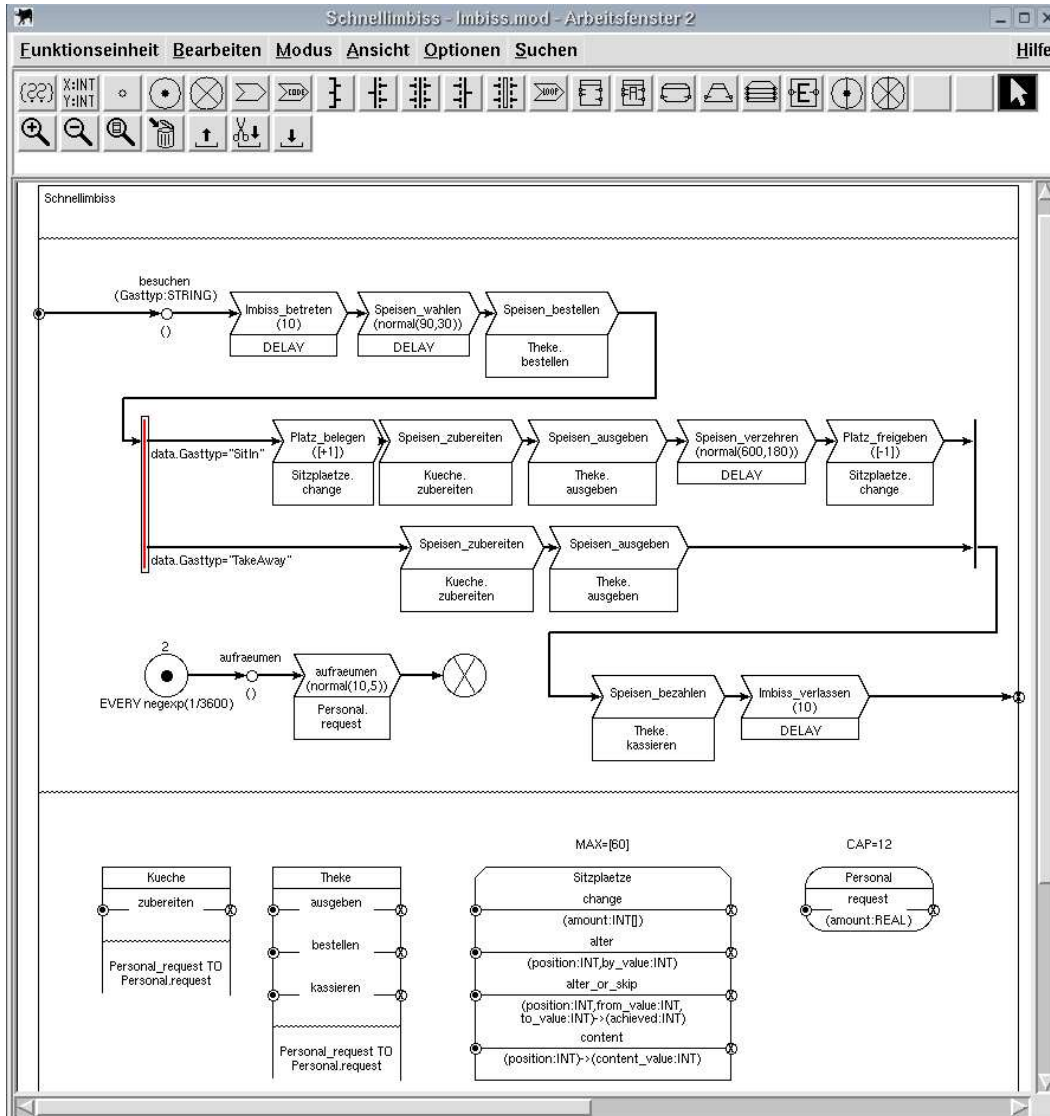 Schnellimbiss - Imbiss.mod - Arbeitsfenster 2
Funktionseinheit Bearbeiten Modus Ansicht Optionen Suchen Hilfe
(??) X:INT
Y:INT
CODE
LOOP
E
Schnellimbiss
besuchen
(Gasttyp:STRING)
()
Imbiss_betreten
(10)
DELAY
Speisen_wahlen
(normal(90,30))
DELAY
Speisen_bestellen
Theke.
bestellen
data.Gasttyp="SitIn"
Platz_belegen
([+1])
Sitzplaetze.
change
Speisen_zubereiten
Kueche.
zubereiten
Speisen_ausgeben
Theke.
ausgeben
Speisen_verzehren
(normal(600,180))
DELAY
Platz_freigeben
([-1])
Sitzplaetze.
change
data.Gasttyp="TakeAway"
Speisen_zubereiten
Kueche.
zubereiten
Speisen_ausgeben
Theke.
ausgeben
2
EVERY negexp(1/3600)
aufraeumen
()
aufraeumen
(normal(10,5))
Personal.
request
Speisen_bezahlen
Theke.
kassieren
Imbiss_verlassen
(10)
DELAY
Kueche
zubereiten
Personal_request TO
Personal.request
Theke
ausgeben
bestellen
kassieren
Personal_request TO
Personal.request
MAX=[60]
Sitzplaetze
change
(amount:INT[])
alter
(position:INT,by_value:INT)
alter_or_skip
(position:INT,from_value:INT,
to_value:INT)->(achieved:INT)
content
(position:INT)->(content_value:INT)
CAP=12
Personal
request
(amount:REAL)